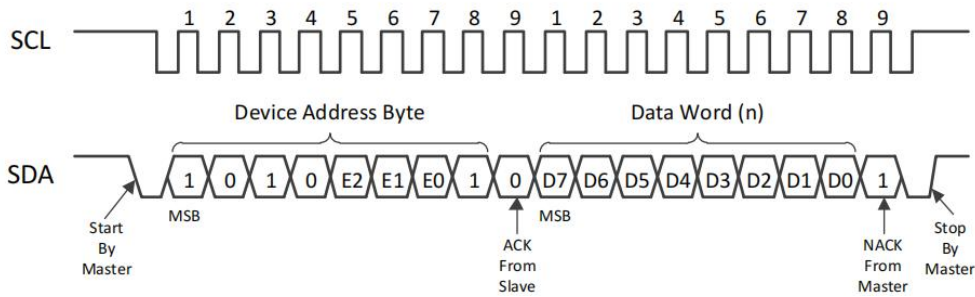 1 2 3 4 5 6 7 8 9 1 2 3 4 5 6 7 8 9
SCL
Device Address Byte Data Word (n)
SDA 1 0 1 0 E2 E1 E0 1 0 D7 D6 D5 D4 D3 D2 D1 D0 1
MSB MSB
Start
By
Master
ACK
From
Slave
NACK
From
Master
Stop
By
Master